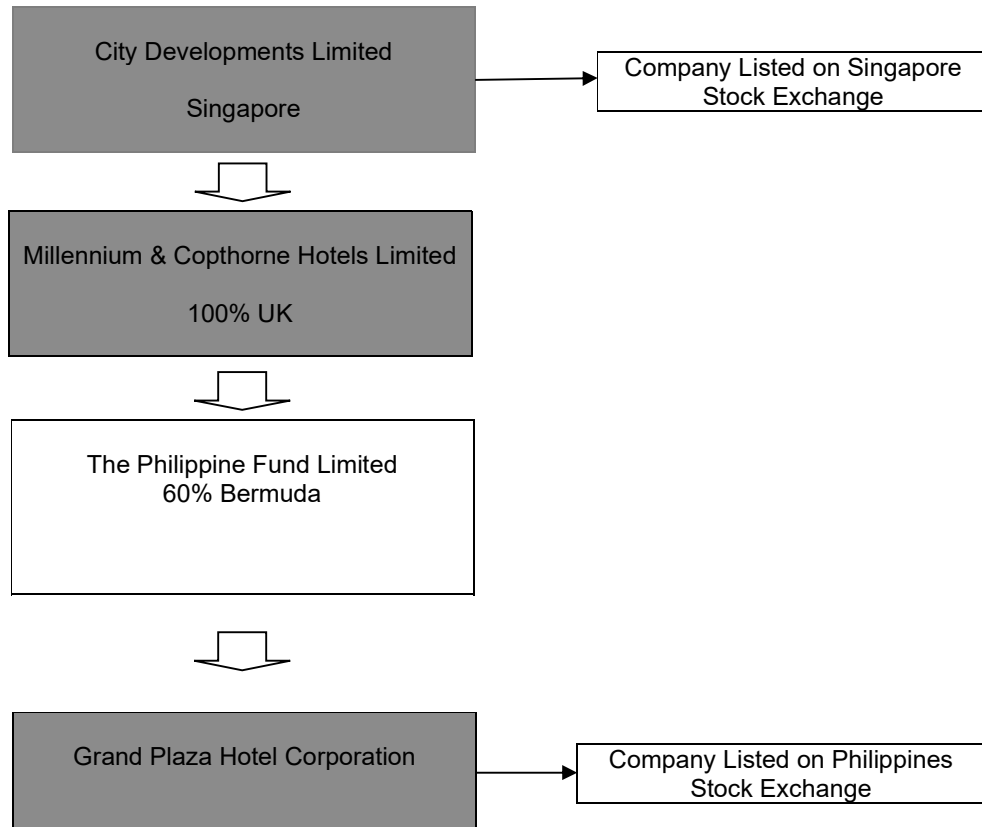 City Developments Limited
Singapore
Company Listed on Singapore
Stock Exchange
Millennium & Copthorne Hotels Limited
100% UK
The Philippine Fund Limited
60% Bermuda
Grand Plaza Hotel Corporation
Company Listed on Philippines
Stock Exchange